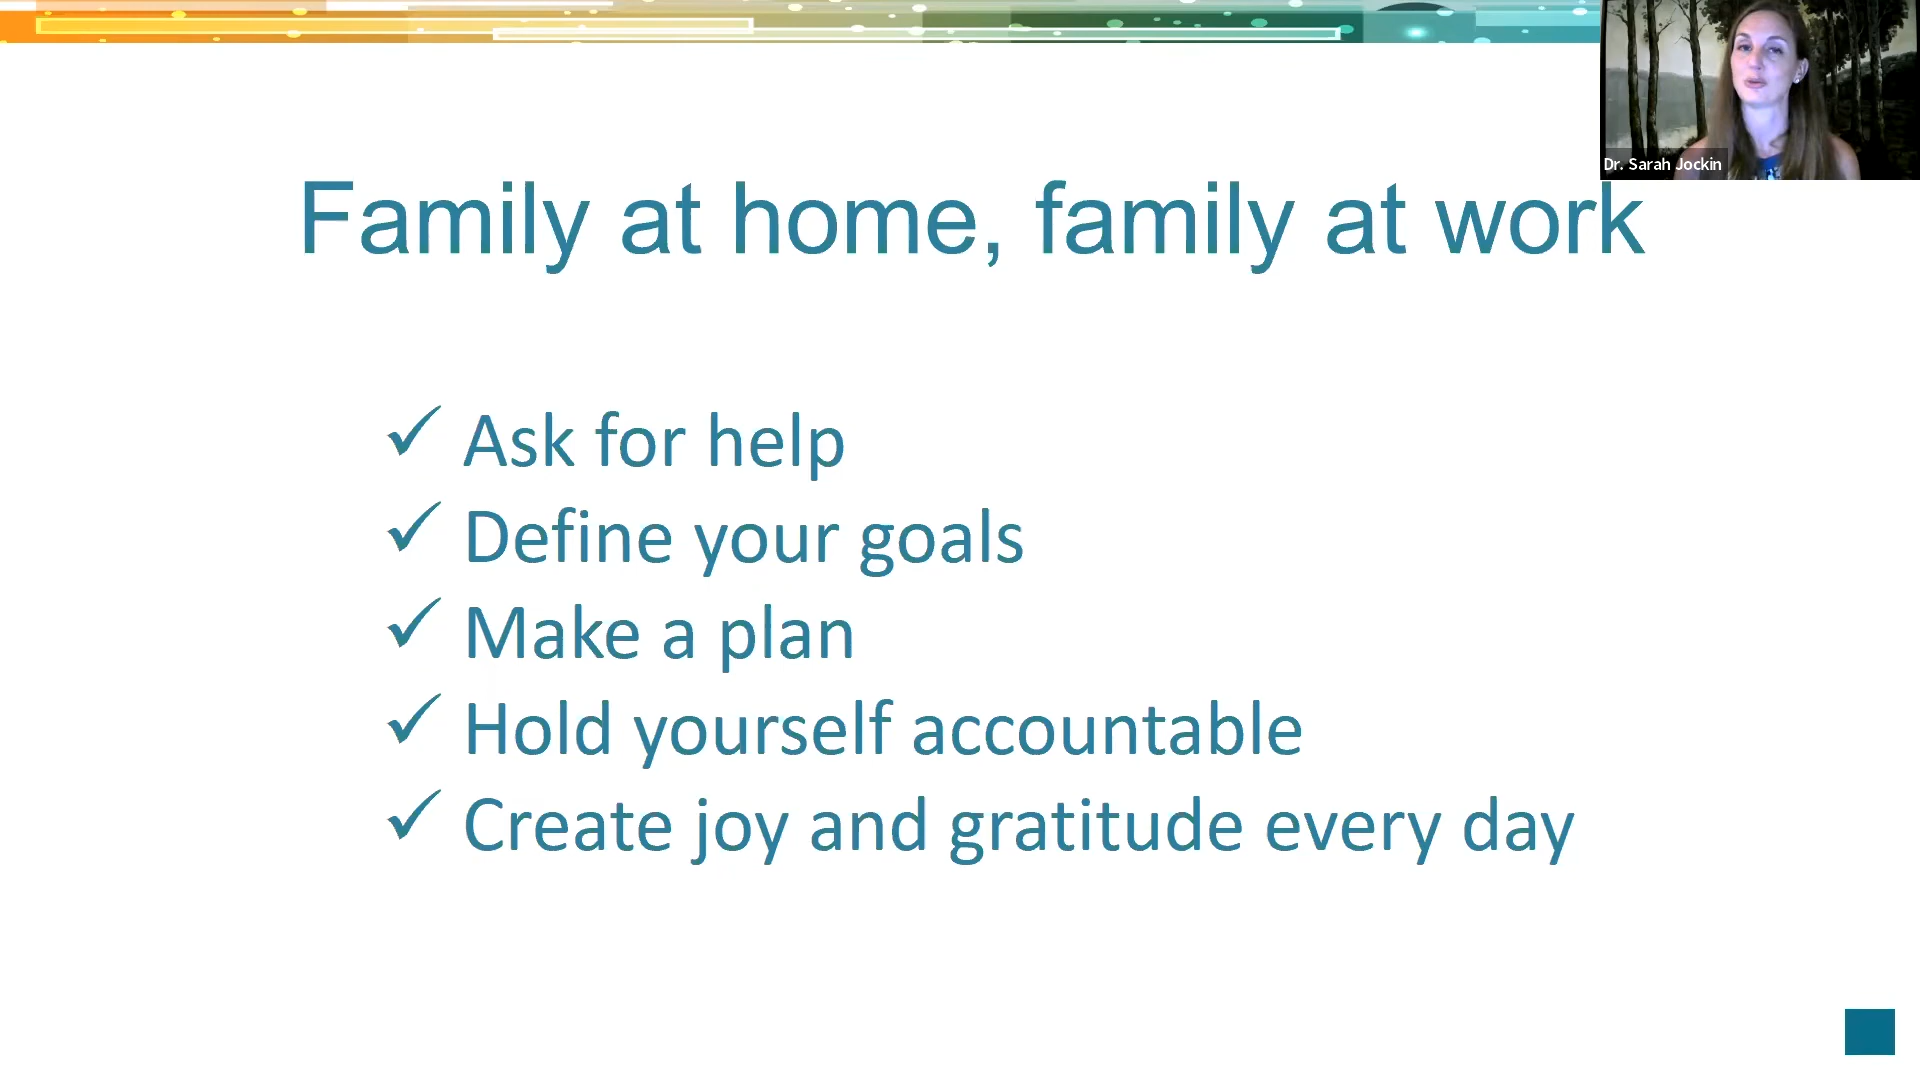 Dr. Sarah Jockin
Family at home, family at work
Ask for help
Define your goals
Make a plan
Hold yourself accountable
Create joy and gratitude every day